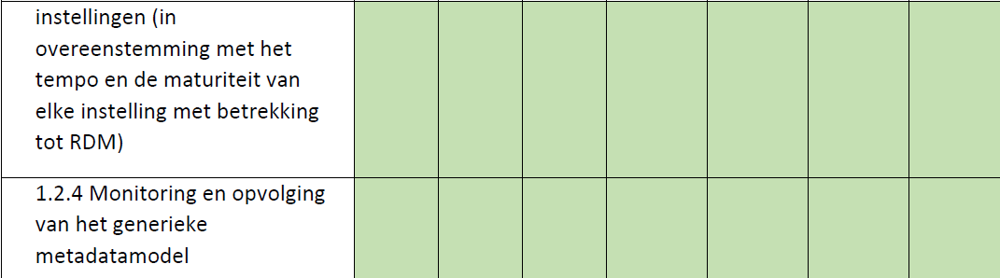 instellingen (in
overeenstemming met het
tempo en de maturiteit van
elke instelling met betrekking
tot RDM)
1.2.4 Monitoring en opvolging
van het generieke
metadatamodel